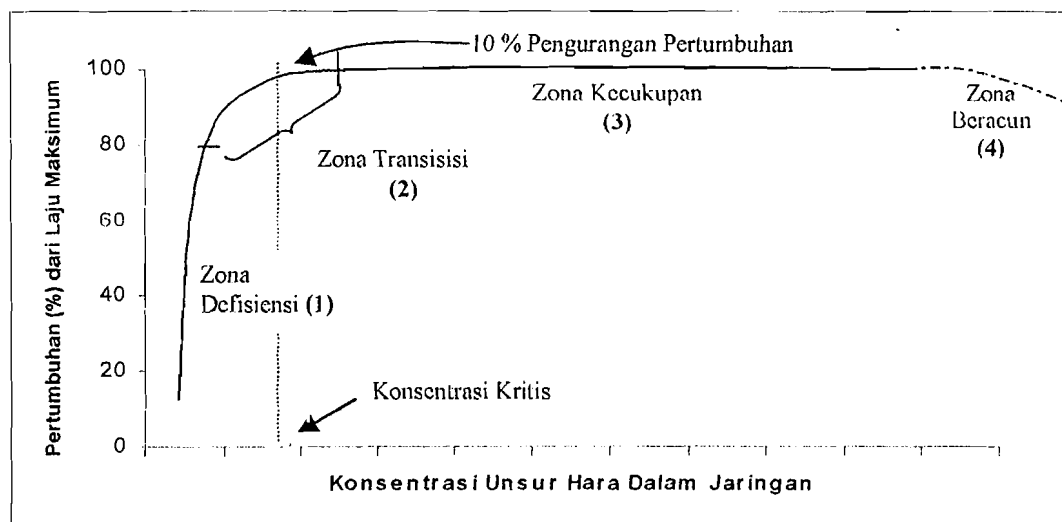 10 % Pengurangan Pertumbuhan
100
80
60
40
20
0
Pertumbuhan (%) dari Laju Maksimum
Zona Kecukupan
(3)
Zona
Beracun
(4)
Zona Transisisi
(2)
Zona
Defisiensi (1)
Konsentrasi Kritis
Konsentrasi Unsur Hara Dalam Jaringan